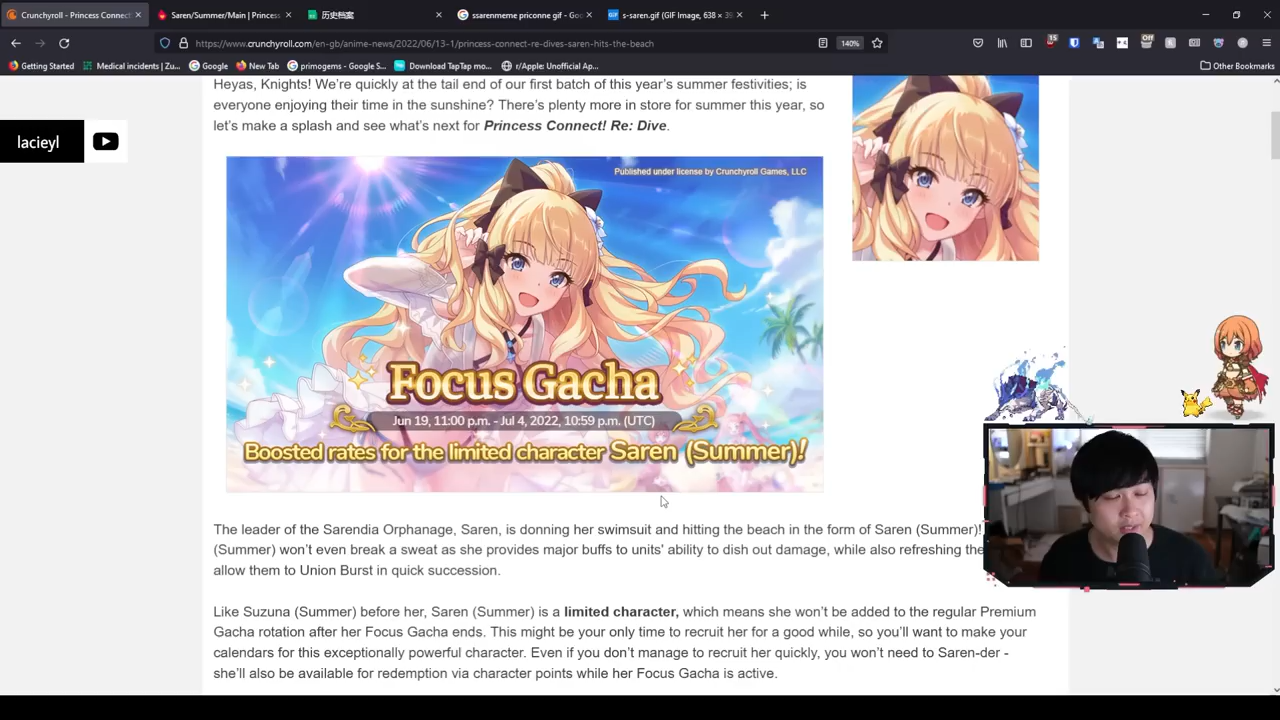 Crunchyroll - Princess Connect
Saren/Summer/Main | Princess
历史档案
ssarenmeme priconne gif - Goo
s-saren.gif (GIF Image, 638 × 35
https://www.crunchyroll.com/en-gb/anime-news/2022/06/13-1/princess-connect-re-dives-saren-hits-the-beach
140%
15
Off
Getting Started
Medical incidents | Zu...
Google
New Tab
primogems - Google S...
Download TapTap mo...
r/Apple: Unofficial Ap...
Other Bookmarks
Heyas, Knights! We're quickly at the tail end of our first batch of this year's summer festivities; is
everyone enjoying their time in the sunshine? There's plenty more in store for summer this year, so
let's make a splash and see what's next for Princess Connect! Re: Dive.
lacieyl
Published under license by Crunchyroll Games, LLC
Focus Gacha
Jun 19, 11:00 p.m. - Jul 4, 2022, 10:59 p.m. (UTC)
Boosted rates for the limited character Saren (Summer)!
The leader of the Sarendia Orphanage, Saren, is donning her swimsuit and hitting the beach in the form of Saren (Summer)!
(Summer) won't even break a sweat as she provides major buffs to units' ability to dish out damage, while also refreshing the
allow them to Union Burst in quick succession.
Like Suzuna (Summer) before her, Saren (Summer) is a limited character, which means she won't be added to the regular Premium
Gacha rotation after her Focus Gacha ends. This might be your only time to recruit her for a good while, so you'll want to make your
calendars for this exceptionally powerful character. Even if you don't manage to recruit her quickly, you won't need to Saren-der -
she'll also be available for redemption via character points while her Focus Gacha is active.